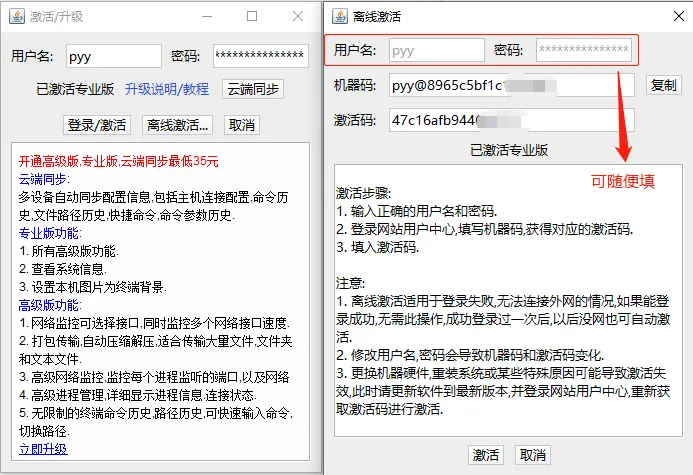 激活/升级
用户名: pyy 密码: ***************
已激活专业版 升级说明/教程 云端同步
登录/激活 离线激活... 取消
开通高级版,专业版,云端同步最低35元
云端同步:
多设备自动同步配置信息,包括主机连接配置,命令历
史,文件路径历史,快捷命令,命令参数历史.
专业版功能:
1. 所有高级版功能.
2. 查看系统信息.
3. 设置本机图片为终端背景.
高级版功能:
1. 网络监控可选择接口,同时监控多个网络接口速度.
2. 打包传输,自动压缩解压,适合传输大量文件,文件夹
和文本文件.
3. 高级网络监控,监控每个进程监听的端口,以及网络
4. 高级进程管理,详细显示进程信息.连接状态.
5. 无限制的终端命令历史,路径历史,可快速输入命令,
切换路径.
立即升级
离线激活
用户名: pyy 密码: ***************
机器码: pyy@8965c5bf1c 复制
激活码: 47c16afb944
已激活专业版
可随便填
激活步骤:
1. 输入正确的用户名和密码.
2. 登录网站用户中心,填写机器码,获得对应的激活码.
3. 填入激活码.
注意:
1. 离线激活适用于登录失败,无法连接外网的情况,如果能登
录成功,无需此操作,成功登录过一次后,以后没网也可自动激
活.
2. 修改用户名,密码会导致机器码和激活码变化.
3. 更换机器硬件,重装系统或某些特殊原因可能导致激活失
效,此时请更新软件到最新版本,并登录网站用户中心,重新获
取激活码进行激活.
激活 取消